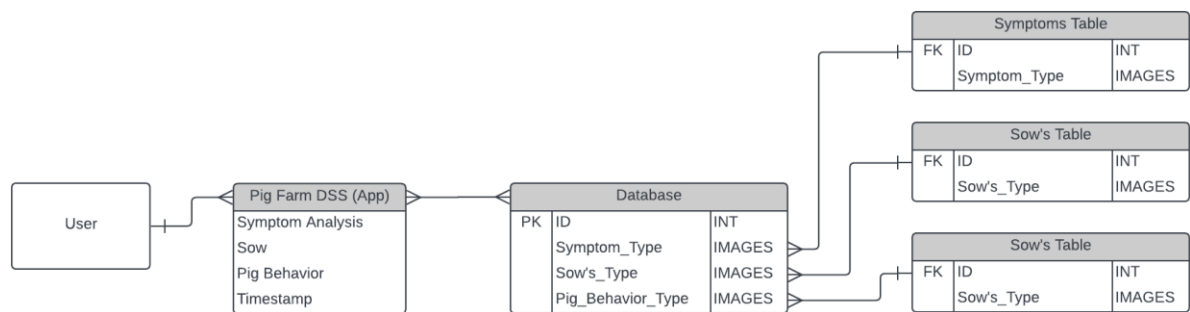 User
Pig Farm DSS (App)
Symptom Analysis
Sow
Pig Behavior
Timestamp
Database
PK ID INT
Symptom_Type IMAGES
Sow's_Type IMAGES
Pig_Behavior_Type IMAGES
Symptoms Table
FK ID INT
Symptom_Type IMAGES
Sow's Table
FK ID INT
Sow's_Type IMAGES
Sow's Table
FK ID INT
Sow's_Type IMAGES